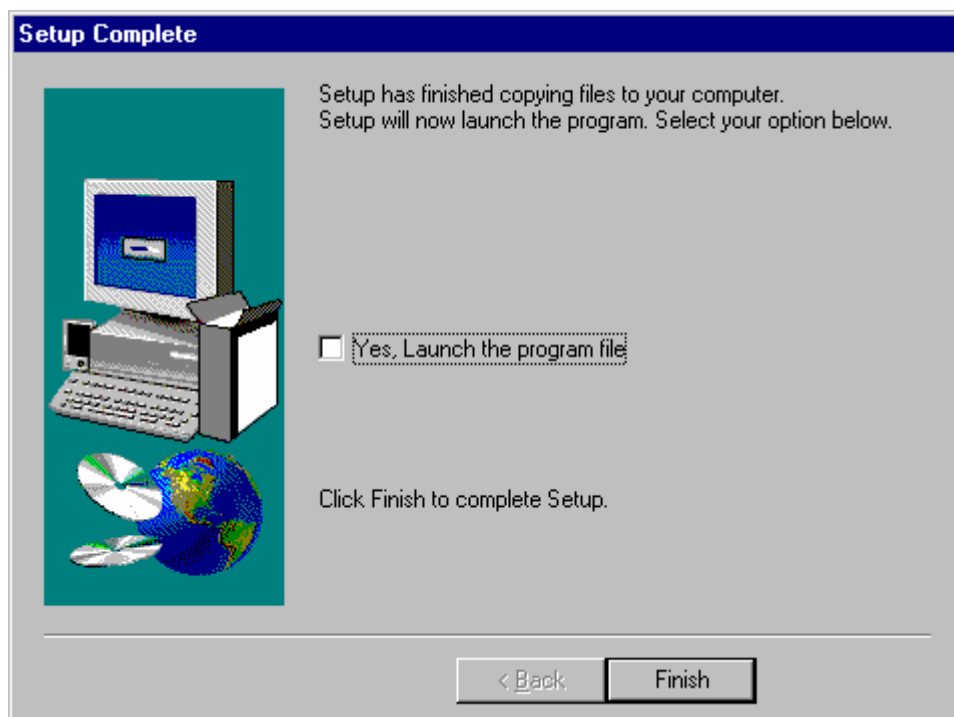 Setup Complete
Setup has finished copying files to your computer.
Setup will now launch the program. Select your option below.
Yes, Launch the program file
Click Finish to complete Setup.
< Back
Finish